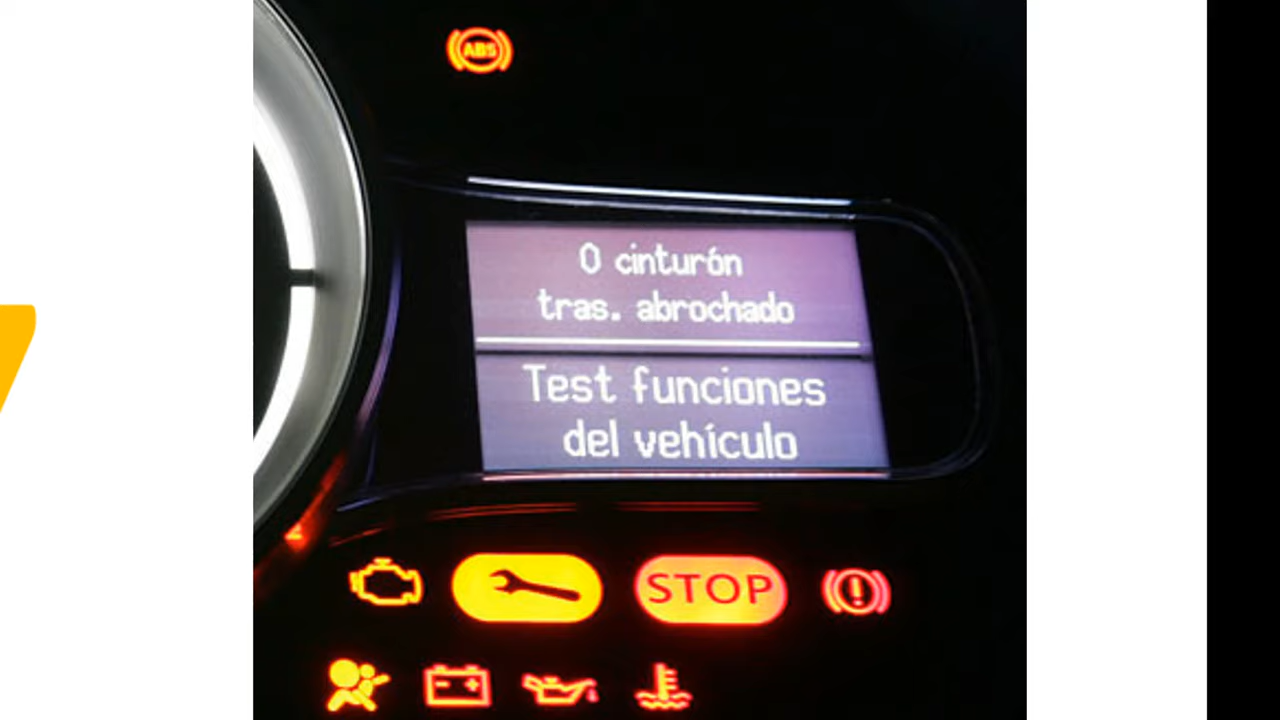 ABS
0 cinturón
tras. abrochado
Test funciones
del vehículo
STOP